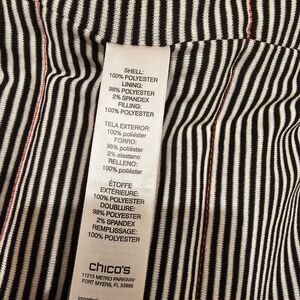 SHELL:
100% POLYESTER
LINING:
98% POLYESTER
2% SPANDEX
FILLING:
100% POLYESTER
TELA EXTERIOR:
100% poliéster
FORRO:
98% poliéster
2% elastano
RELLENO:
100% poliéster
ÉTOFFE
EXTÉRIEURE:
100% POLYESTER
DOUBLURE:
98% POLYESTER
2% SPANDEX
REMPLISSAGE:
100% POLYESTER
chico's
11215 METRO PARKWAY
FORT MYERS, FL 33966